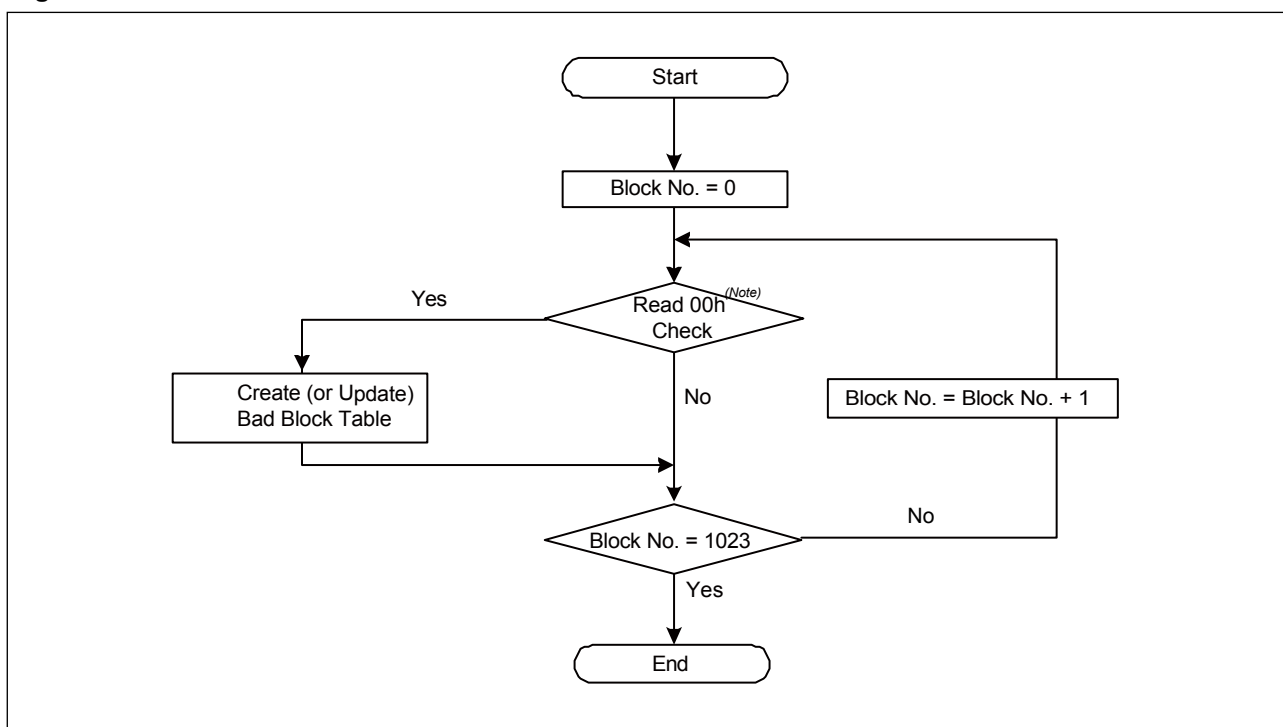 Start
Block No. = 0
Yes
Read 00h(Note)
Check
Create (or Update)
Bad Block Table
No
Block No. = Block No. + 1
No
Block No. = 1023
Yes
End